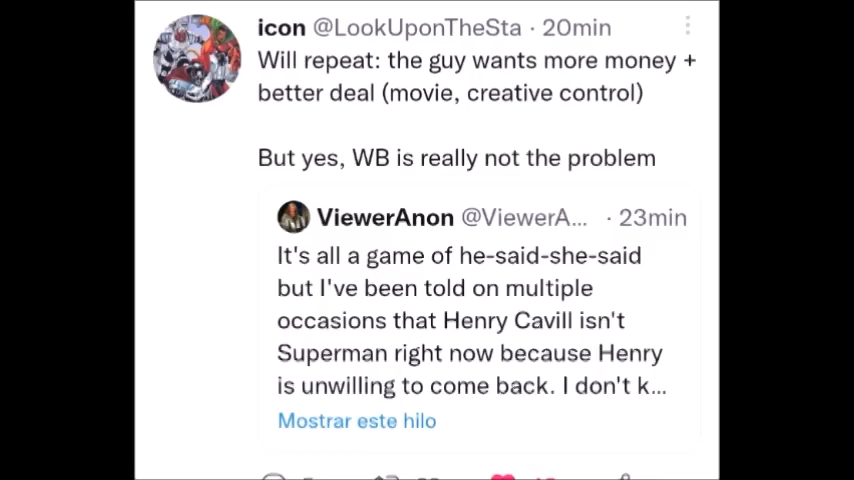 icon @LookUponTheSta · 20min
Will repeat: the guy wants more money +
better deal (movie, creative control)
But yes, WB is really not the problem
ViewerAnon @ViewerA... · 23min
It's all a game of he-said-she-said
but I've been told on multiple
occasions that Henry Cavill isn't
Superman right now because Henry
is unwilling to come back. I don't k...
Mostrar este hilo